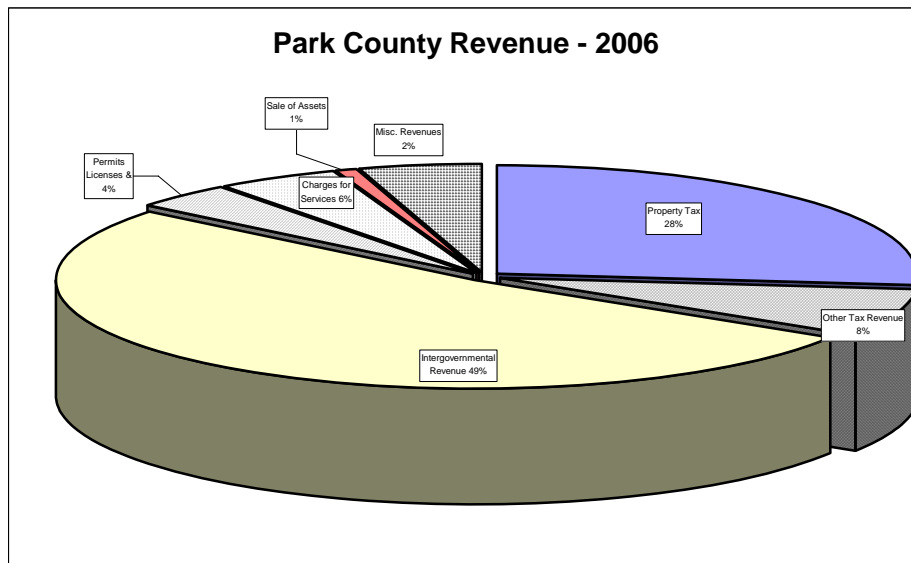 Park County Revenue - 2006
Sale of Assets
1%
Misc. Revenues
2%
Permits
Licenses &
4%
Charges for
Services 6%
Property Tax
28%
Other Tax Revenue
8%
Intergovernmental
Revenue 49%